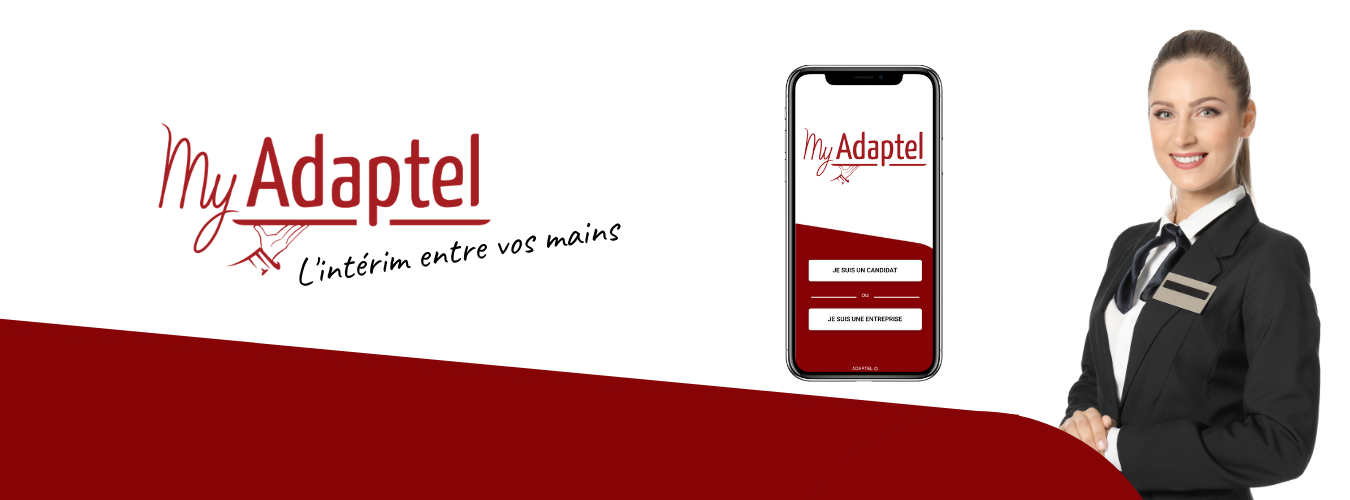 My Adaptel
L'intérim entre vos mains
My Adaptel
JE SUIS UN CANDIDAT
OU
JE SUIS UNE ENTREPRISE
ADAPTEL ©